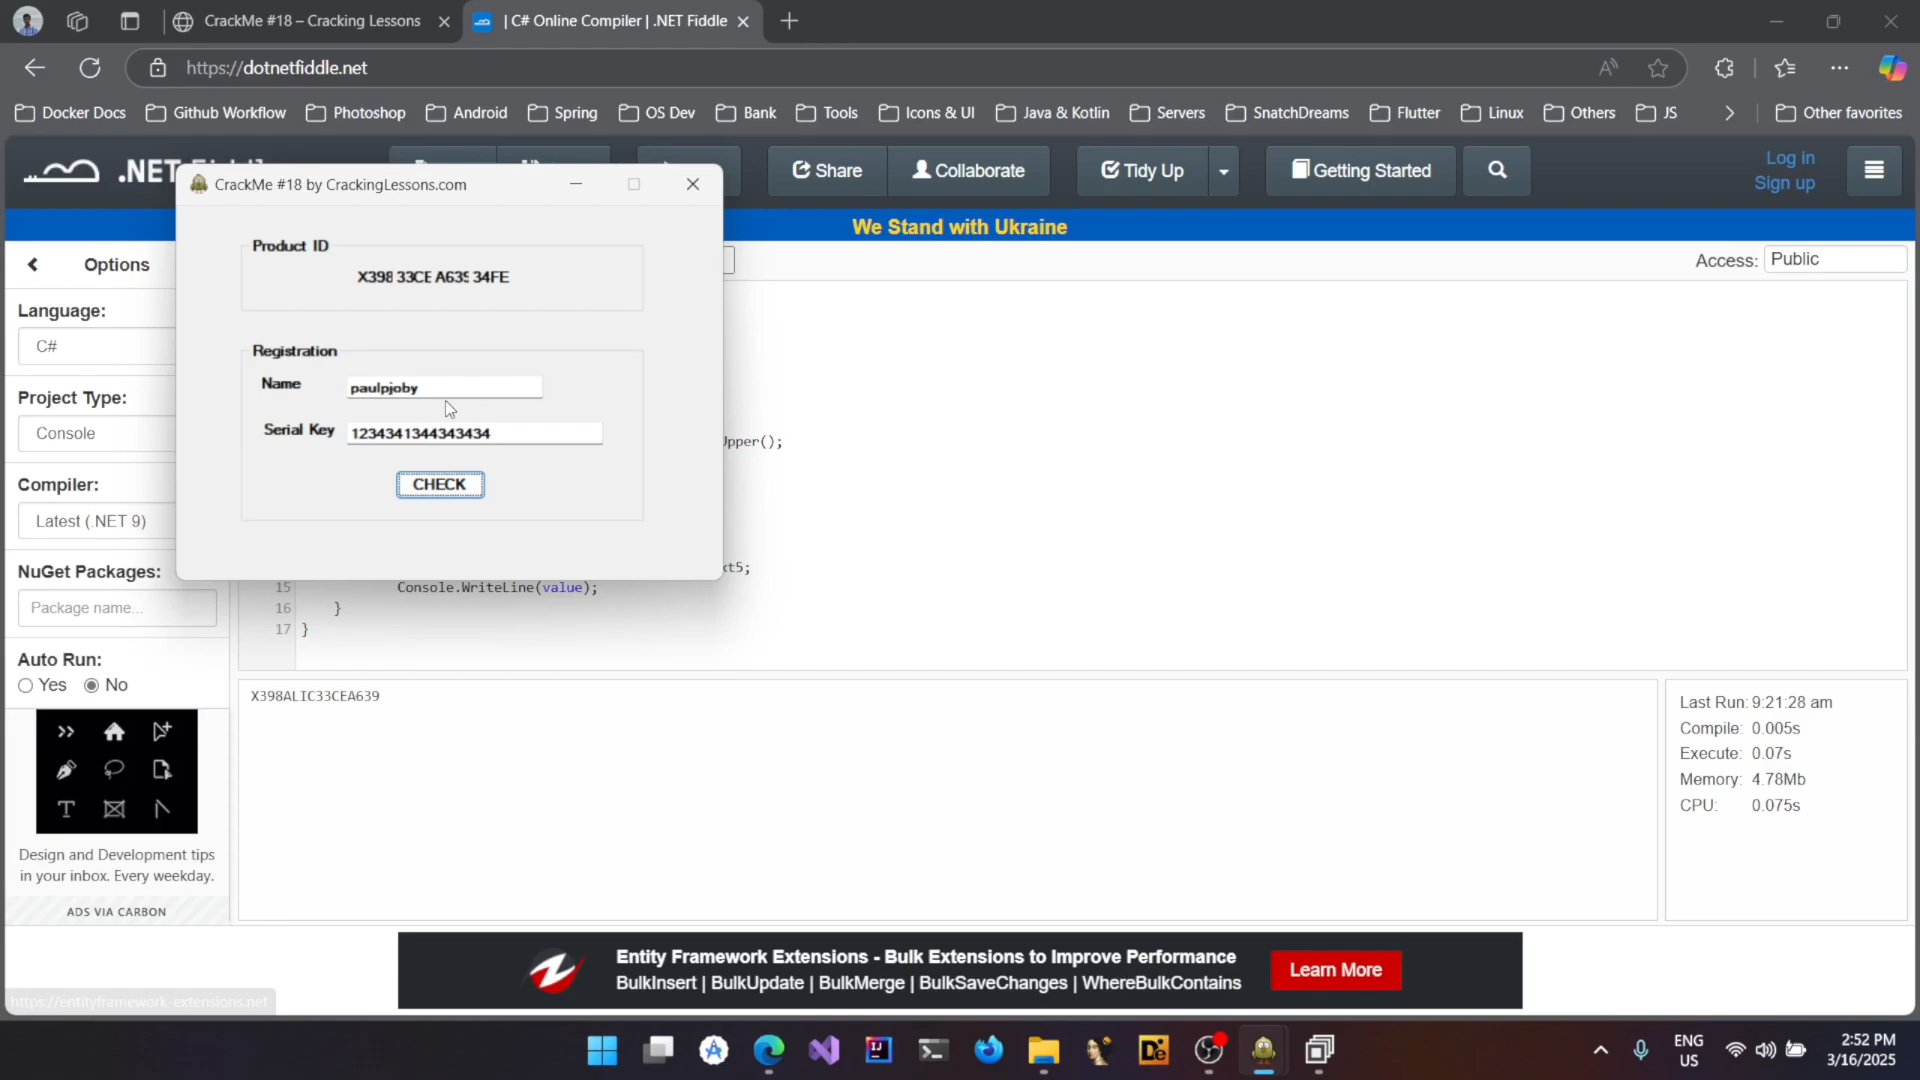 CrackMe #18 – Cracking Lessons
| C# Online Compiler | .NET Fiddle
https://dotnetfiddle.net
Docker Docs
Github Workflow
Photoshop
Android
Spring
OS Dev
Bank
Tools
Icons & UI
Java & Kotlin
Servers
SnatchDreams
Flutter
Linux
Others
JS
Other favorites
.NET
Share
Collaborate
Tidy Up
Getting Started
Log in
Sign up
We Stand with Ukraine
CrackMe #18 by CrackingLessons.com
Product ID
X398 33CE A639 34FE
Registration
Name
paulpjoby
Serial Key
1234341344343434
CHECK
Options
Access:
Public
Language:
C#
Project Type:
Console
Compiler:
Latest (.NET 9)
NuGet Packages:
Package name...
Auto Run:
Yes
No
Upper();
xt5;
15 Console.WriteLine(value);
16 }
17 }
X398ALIC33CEA639
Last Run: 9:21:28 am
Compile: 0.005s
Execute: 0.07s
Memory: 4.78Mb
CPU: 0.075s
Design and Development tips
in your inbox. Every weekday.
ADS VIA CARBON
Entity Framework Extensions - Bulk Extensions to Improve Performance
BulkInsert | BulkUpdate | BulkMerge | BulkSaveChanges | WhereBulkContains
Learn More
https://entityframework-extensions.net
ENG
US
2:52 PM
3/16/2025